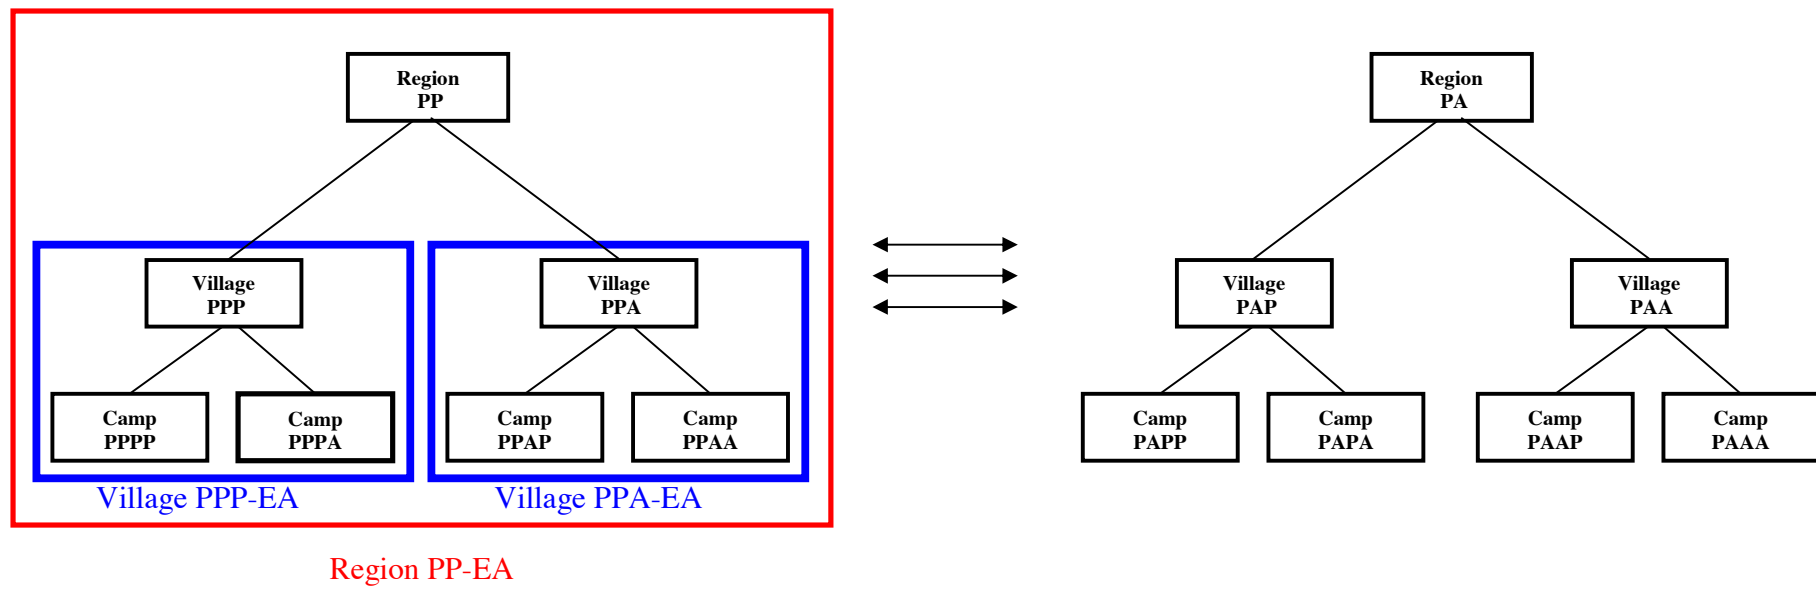 Region
PP
Region
PA
Village
PPP
Village
PPA
Village
PAP
Village
PAA
Camp
PPPP
Camp
PPPA
Camp
PPAP
Camp
PPAA
Camp
PAPP
Camp
PAPA
Camp
PAAP
Camp
PAAA
Village PPP-EA
Village PPA-EA
Region PP-EA